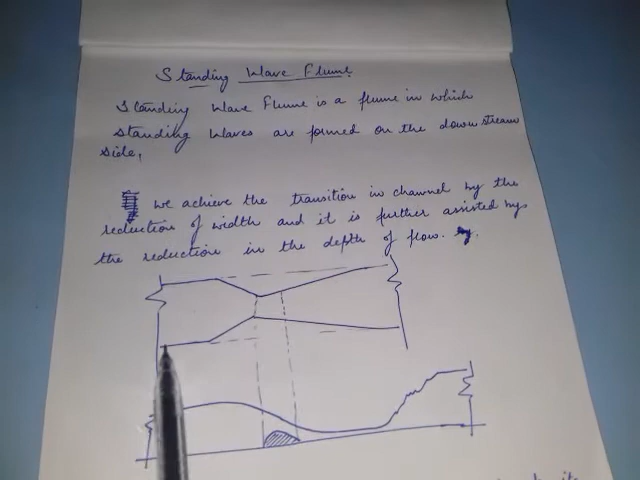 Standing Wave Flume
Standing Wave Flume is a flume in which
standing waves are formed on the down stream
side,
we achieve the transition in channel by the
reduction of width and it is further assisted by
the reduction in the depth of flow.